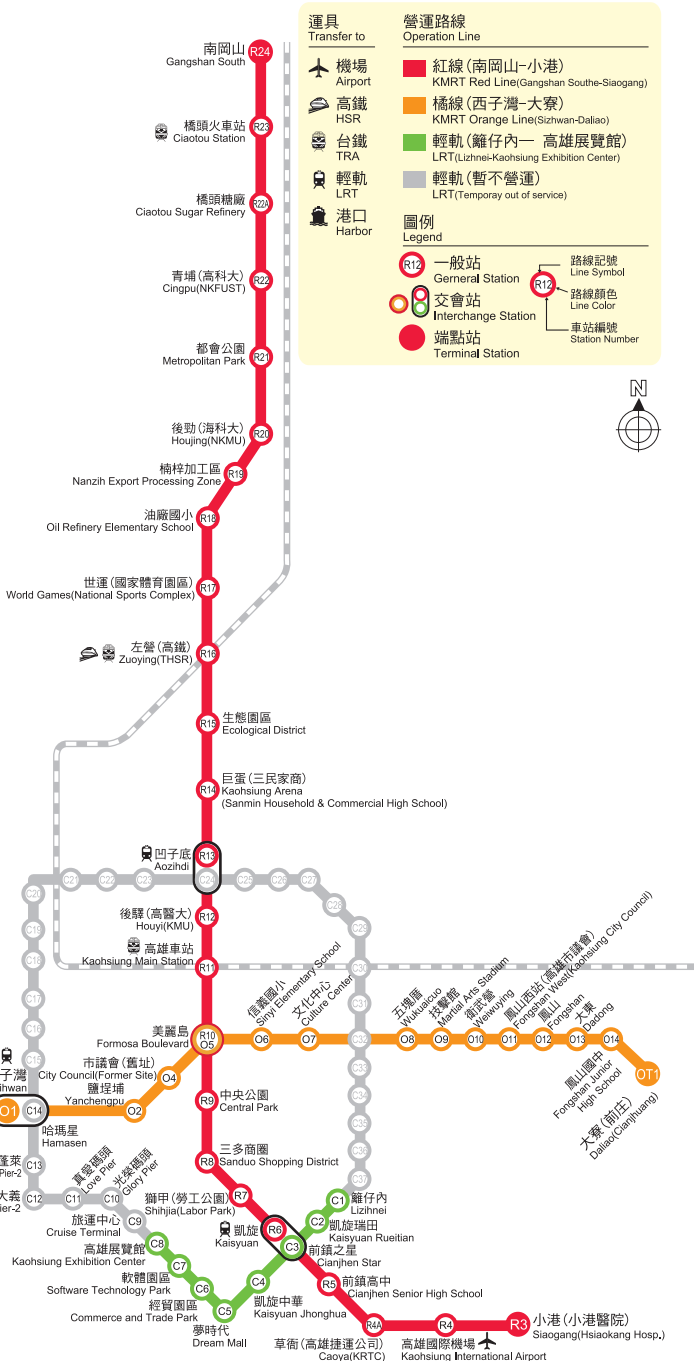 運具
Transfer to
機場
Airport
高鐵
HSR
台鐵
TRA
輕軌
LRT
港口
Harbor
營運路線
Operation Line
紅線(南岡山-小港)
KMRT Red Line(Gangshan Southe-Siaogang)
橘線(西子灣-大寮)
KMRT Orange Line(Sizhwan-Daliao)
輕軌(籬仔內一 高雄展覽館)
LRT(Lizhnei-Kaohsiung Exhibition Center)
輕軌(暫不營運)
LRT(Temporay out of service)
圖例
Legend
R12
一般站
Gerneral Station
交會站
Interchange Station
端點站
Terminal Station
R12
路線記號
Line Symbol
路線顏色
Line Color
車站編號
Station Number
N
南岡山
Gangshan South
R24
橋頭火車站
Ciaotou Station
R23
橋頭糖廠
Ciaotou Sugar Refinery
R22A
青埔(高科大)
Cingpu(NKFUST)
R22
都會公園
Metropolitan Park
R21
後勁(海科大)
Houjing(NKMU)
R20
楠梓加工區
Nanzih Export Processing Zone
R19
油廠國小
Oil Refinery Elementary School
R18
世運(國家體育園區)
World Games(National Sports Complex)
R17
左營(高鐵)
Zuoying(THSR)
R16
R15
生態園區
Ecological District
R14
巨蛋(三民家商)
Kaohsiung Arena
(Sanmin Household & Commercial High School)
凹子底
Aozihdi
R13
C20
C21
C22
C23
C24
C25
C26
C27
C28
C29
C30
C31
C32
C33
C34
C35
C36
C37
C19
C18
C17
C16
C15
後驛(高醫大)
Houyi(KMU)
R12
高雄車站
Kaohsiung Main Station
R11
美麗島
Formosa Boulevard
R10
O5
信義國小
Sinyi Elementary School
O6
文化中心
Culture Center
O7
五塊厝
Wukuaicuo
O8
技擊館
Martial Arts Stadium
O9
衛武營
Weiwuying
O10
鳳山西站(高雄市議會)
Fongshan West(Kaohsiung City Council)
O11
鳳山
Fongshan
O12
大東
Dadong
O13
O14
鳳山國中
Fongshan Junior
High School
OT1
大寮(前庄)
Daliao(Cianjhuang)
市議會(舊址)
City Council(Former Site)
O4
鹽埕埔
Yanchengpu
O2
子灣
ihwan
O1
C14
哈瑪星
Hamasen
蓬萊
Pier-2
C13
大義
ier-2
C12
真愛碼頭
Love Pier
C11
光榮碼頭
Glory Pier
C10
旅運中心
Cruise Terminal
C9
高雄展覽館
Kaohsiung Exhibition Center
C8
軟體園區
Software Technology Park
C7
經貿園區
Commerce and Trade Park
C6
夢時代
Dream Mall
C5
C4
凱旋中華
Kaisyuan Jhonghua
C3
前鎮之星
Cianjhen Star
C2
凱旋瑞田
Kaisyuan Rueitian
C1
籬仔內
Lizihnei
R9
中央公園
Central Park
R8
三多商圈
Sanduo Shopping District
獅甲(勞工公園)
Shihjia(Labor Park)
R7
凱旋
Kaisyuan
R6
R5
前鎮高中
Cianjhen Senior High School
R4A
草衙(高雄捷運公司)
Caoya(KRTC)
R4
高雄國際機場
Kaohsiung International Airport
R3
小港(小港醫院)
Siaogang(Hsiaokang Hosp.)